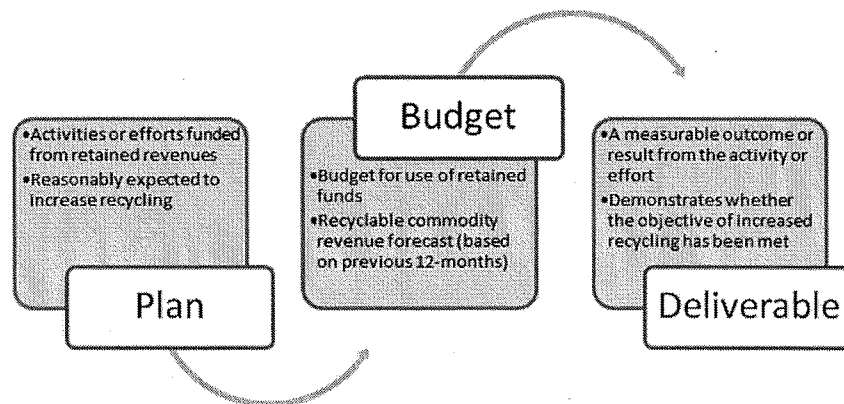 •Activities or efforts funded
from retained revenues
•Reasonably expected to
increase recycling
Plan
Budget
•Budget for use of retained
funds
•Recyclable commodity
revenue forecast (based
on previous 12-months)
•A measurable outcome or
result from the activity or
effort
•Demonstrates whether
the objective of increased
recycling has been met
Deliverable